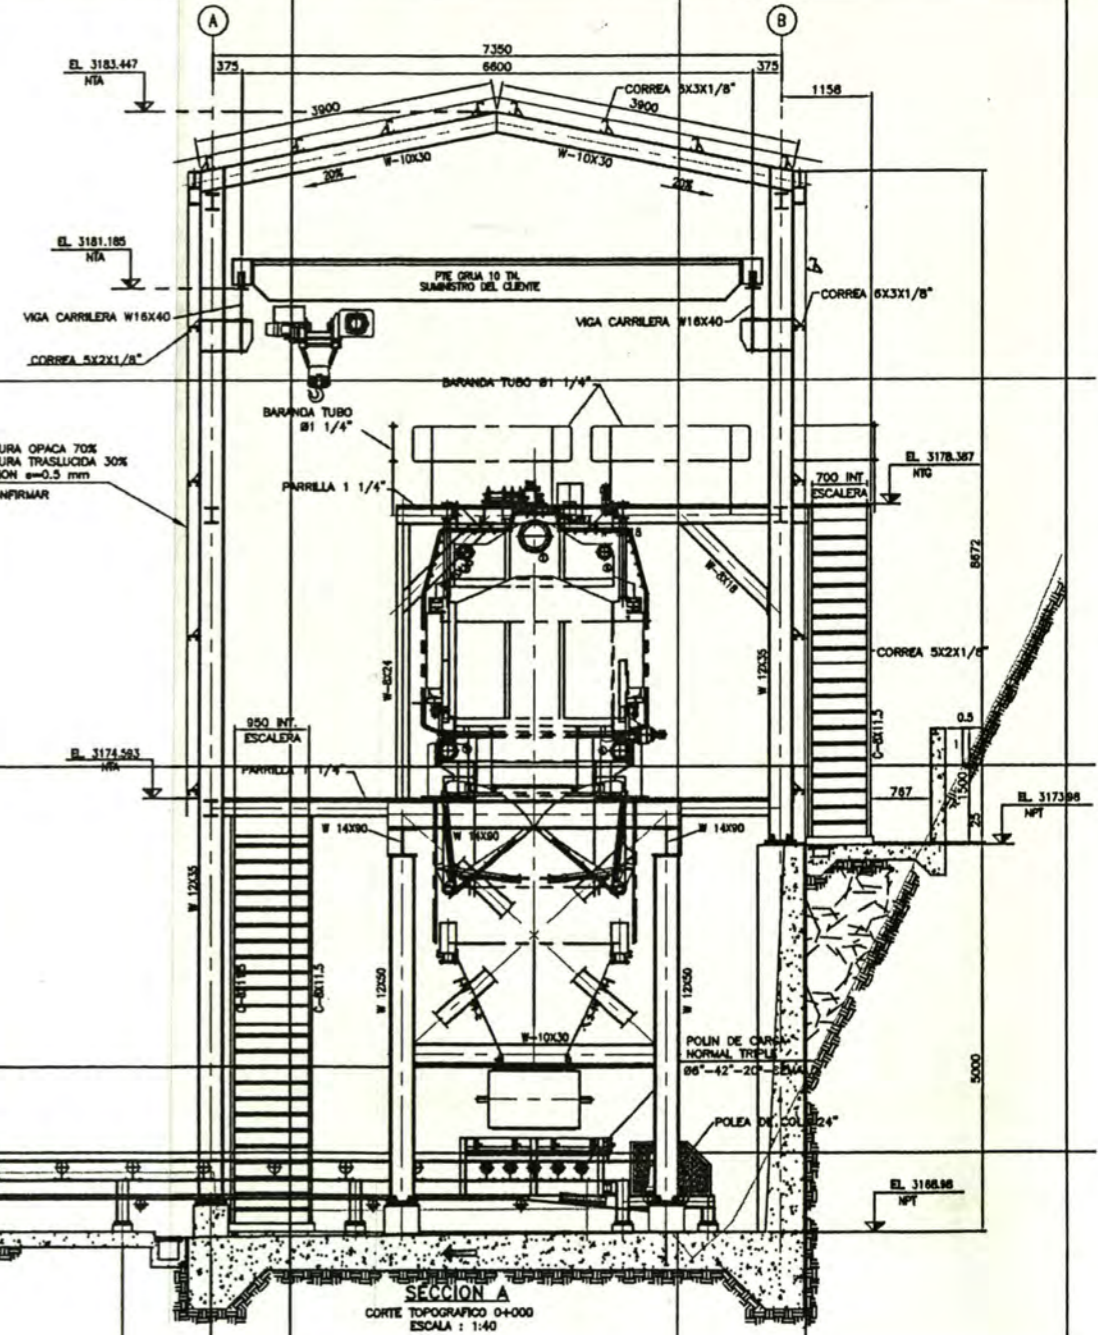 A
B
7350
375
6600
375
EL 3183.447
NTA
CORREA 6X3X1/8"
1158
3900
3900
W-10X30
W-10X30
20%
20%
EL 3181.185
NTA
PTE GRUA 10 TN.
SUMINISTRO DEL CLIENTE
CORREA 6X3X1/8"
VIGA CARRILERA W16X40
VIGA CARRILERA W16X40
CORREA 5X2X1/8"
BARANDA TUBO Ø1 1/4"
BARANDA TUBO
Ø1 1/4"
URA OPACA 70%
URA TRASLUCIDA 30%
ION e=0.5 mm
NFIRMAR
EL 3178.387
NTG
PARRILLA 1 1/4"
700 INT
ESCALERA
W-8X18
8672
W-8X24
W 12X35
CORREA 5X2X1/8"
C-8X11.5
950 INT.
ESCALERA
0.5
EL 3174.593
NTA
PARRILLA 1 1/4"
500
767
EL 3173.98
NPT
25
W 14X90
W 14X90
W 14X90
W 12X35
C-8X11.5
C-8X11.5
W 12X50
W 12X50
W-10X30
POLIN DE CARGA
NORMAL TRIPLE
Ø6"-42"-20°
5000
POLEA DE COLA 24"
EL 3168.98
NPT
SECCION A
CORTE TOPOGRAFICO 0+000
ESCALA : 1:40